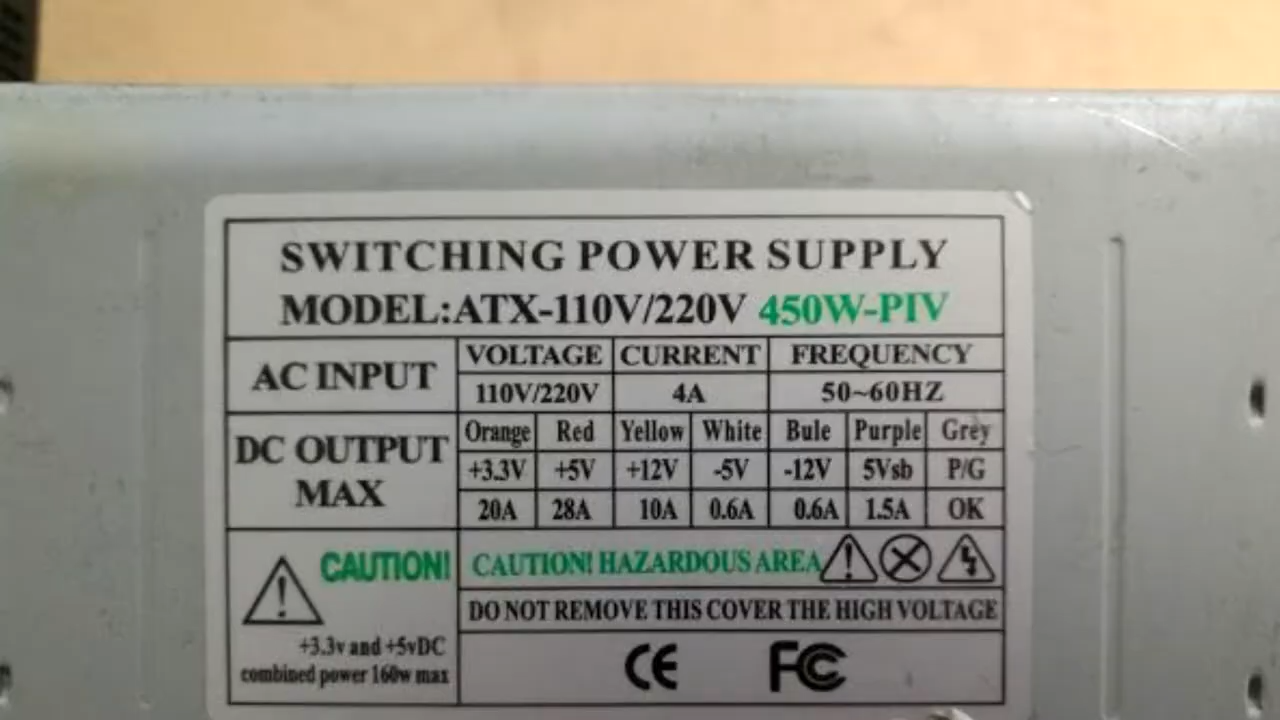 SWITCHING POWER SUPPLY
MODEL:ATX-110V/220V 450W-PIV
AC INPUT
VOLTAGE CURRENT FREQUENCY
110V/220V 4A 50~60HZ
DC OUTPUT MAX
Orange Red Yellow White Bule Purple Grey
+3.3V +5V +12V -5V -12V 5Vsb P/G
20A 28A 10A 0.6A 0.6A 1.5A OK
CAUTION!
+3.3v and +5vDC
combined power 160w max
CAUTION! HAZARDOUS AREA
DO NOT REMOVE THIS COVER THE HIGH VOLTAGE
CE FC